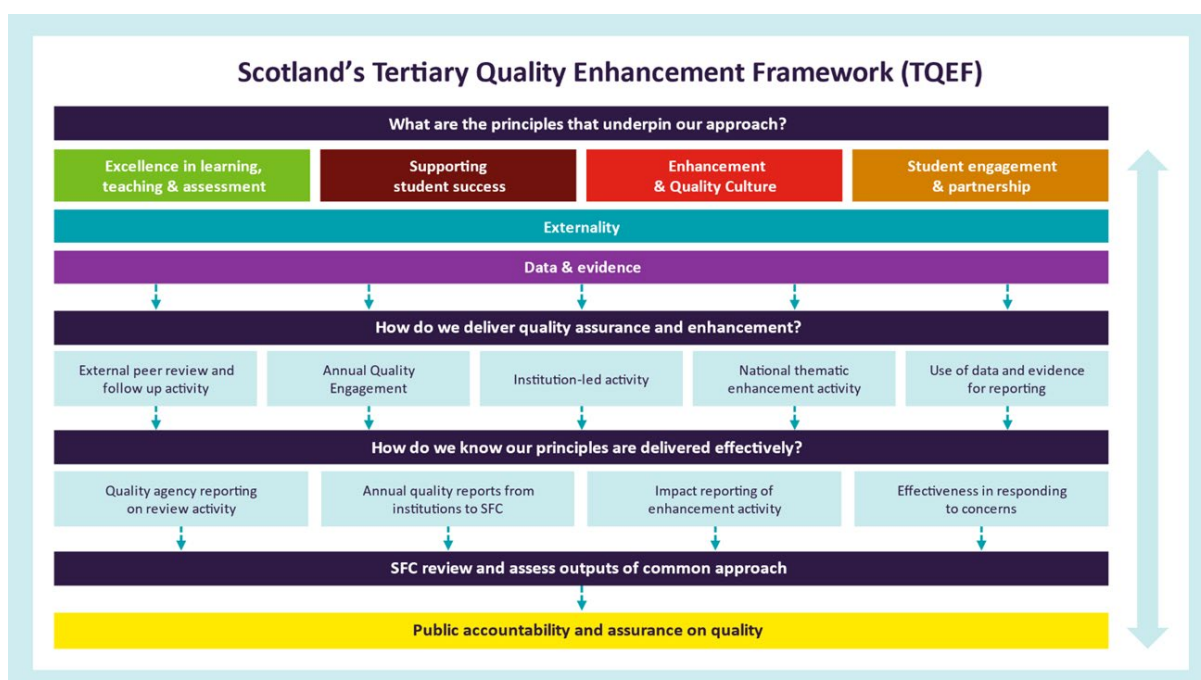 Scotland’s Tertiary Quality Enhancement Framework (TQEF)
What are the principles that underpin our approach?
Excellence in learning,
teaching & assessment
Supporting
student success
Enhancement
& Quality Culture
Student engagement
& partnership
Externality
Data & evidence
How do we deliver quality assurance and enhancement?
External peer review and
follow up activity
Annual Quality
Engagement
Institution-led activity
National thematic
enhancement activity
Use of data and evidence
for reporting
How do we know our principles are delivered effectively?
Quality agency reporting
on review activity
Annual quality reports from
institutions to SFC
Impact reporting of
enhancement activity
Effectiveness in responding
to concerns
SFC review and assess outputs of common approach
Public accountability and assurance on quality